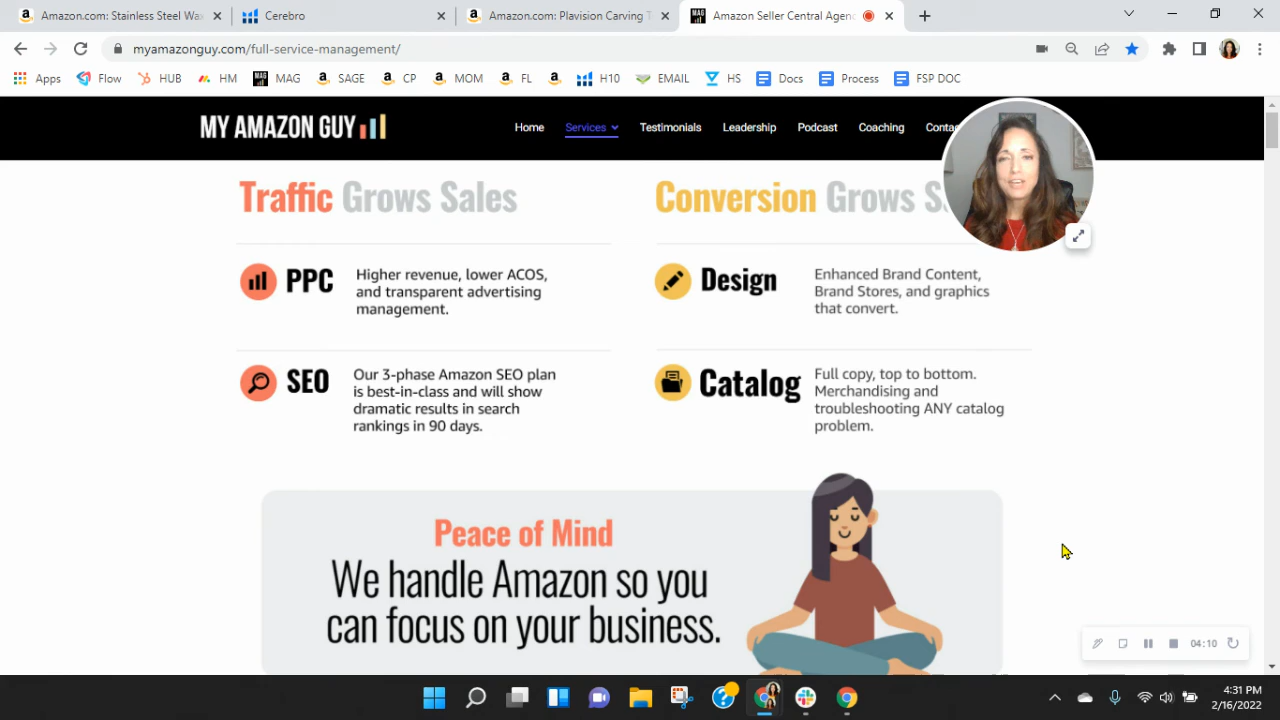 Amazon.com: Stainless Steel Wax
Cerebro
Amazon.com: Plavision Carving T
Amazon Seller Central Agenc
myamazonguy.com/full-service-management/
Apps
Flow
HUB
HM
MAG
SAGE
CP
MOM
FL
H10
EMAIL
HS
Docs
Process
FSP DOC
MY AMAZON GUY
Home
Services
Testimonials
Leadership
Podcast
Coaching
Conta
Traffic Grows Sales
Conversion Grows S
PPC
Higher revenue, lower ACOS,
and transparent advertising
management.
Design
Enhanced Brand Content,
Brand Stores, and graphics
that convert.
SEO
Our 3-phase Amazon SEO plan
is best-in-class and will show
dramatic results in search
rankings in 90 days.
Catalog
Full copy, top to bottom.
Merchandising and
troubleshooting ANY catalog
problem.
Peace of Mind
We handle Amazon so you
can focus on your business.
04:10
4:31 PM
2/16/2022